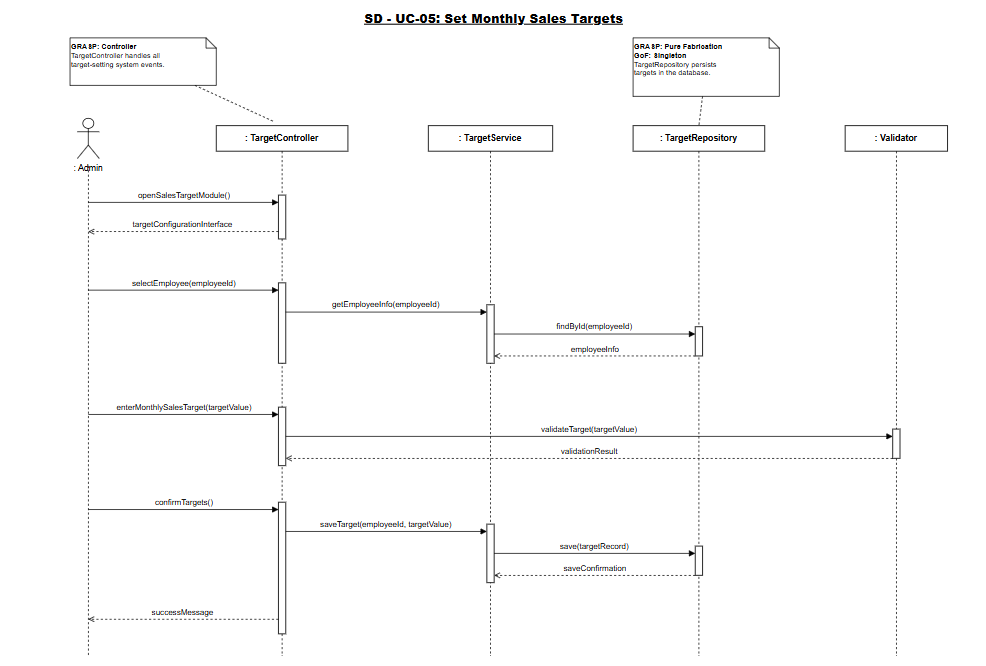 SD - UC-05: Set Monthly Sales Targets
GRASP: Controller
TargetController handles all
target-setting system events.
GRASP: Pure Fabrication
GoF: Singleton
TargetRepository persists
targets in the database.
: Admin
: TargetController
: TargetService
: TargetRepository
: Validator
openSalesTargetModule()
targetConfigurationInterface
selectEmployee(employeeId)
getEmployeeInfo(employeeId)
findById(employeeId)
employeeInfo
enterMonthlySalesTarget(targetValue)
validateTarget(targetValue)
validationResult
confirmTargets()
saveTarget(employeeId, targetValue)
save(targetRecord)
saveConfirmation
successMessage